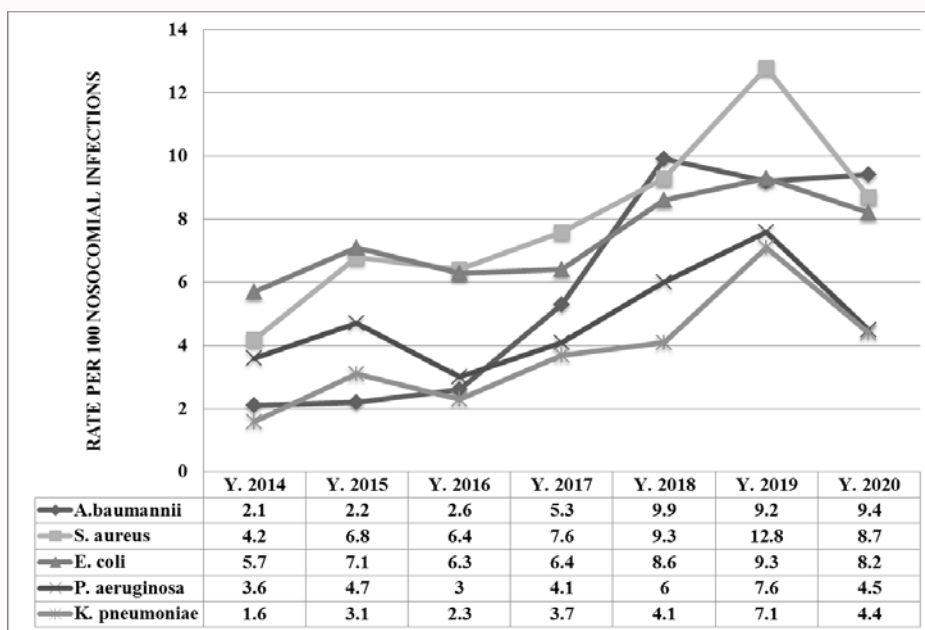 RATE PER 100 NOSOCOMIAL INFECTIONS
14
12
10
8
6
4
2
0
Y. 2014 Y. 2015 Y. 2016 Y. 2017 Y. 2018 Y. 2019 Y. 2020
A.baumannii 2.1 2.2 2.6 5.3 9.9 9.2 9.4
S. aureus 4.2 6.8 6.4 7.6 9.3 12.8 8.7
E. coli 5.7 7.1 6.3 6.4 8.6 9.3 8.2
P. aeruginosa 3.6 4.7 3 4.1 6 7.6 4.5
K. pneumoniae 1.6 3.1 2.3 3.7 4.1 7.1 4.4